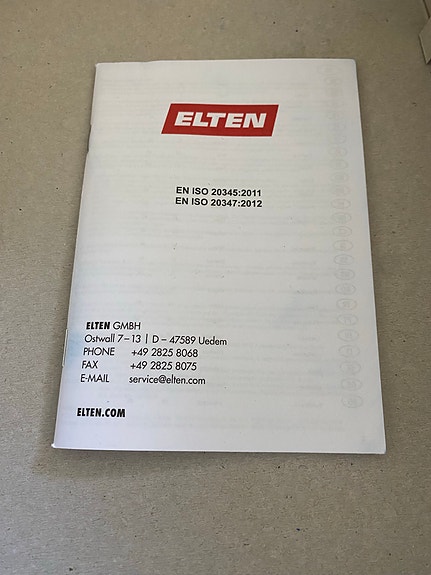 ELTEN
EN ISO 20345:2011
EN ISO 20347:2012
ELTEN GMBH
Ostwall 7–13 | D – 47589 Uedem
PHONE +49 2825 8068
FAX +49 2825 8075
E-MAIL service@elten.com
ELTEN.COM